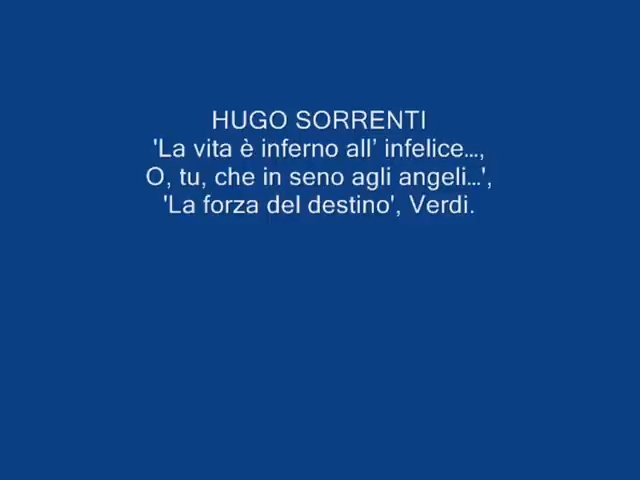 HUGO SORRENTI
'La vita è inferno all’ infelice…,
O, tu, che in seno agli angeli…',
'La forza del destino', Verdi.